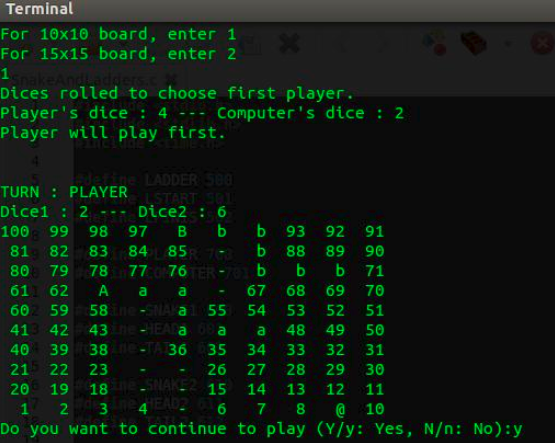 Terminal
For 10x10 board, enter 1
For 15x15 board, enter 2
1
SnakeAndLadders.c
Dices rolled to choose first player.
Player's dice : 4 --- Computer's dice : 2
Player will play first.
#define LADDER 500
TURN : PLAYER
Dice1 : 2 --- Dice2 : 6
100 99 98 97 B b b 93 92 91
81 82 83 84 85 - b 88 89 90
80 79 78 77 76 - b b b 71
61 62 A a a - 67 68 69 70
60 59 58 - a 55 54 53 52 51
41 42 43 - a a a 48 49 50
40 39 38 - 36 35 34 33 32 31
21 22 23 - - 26 27 28 29 30
20 19 18 - - 15 14 13 12 11
1 2 3 4 - 6 7 8 @ 10
Do you want to continue to play (Y/y: Yes, N/n: No):y